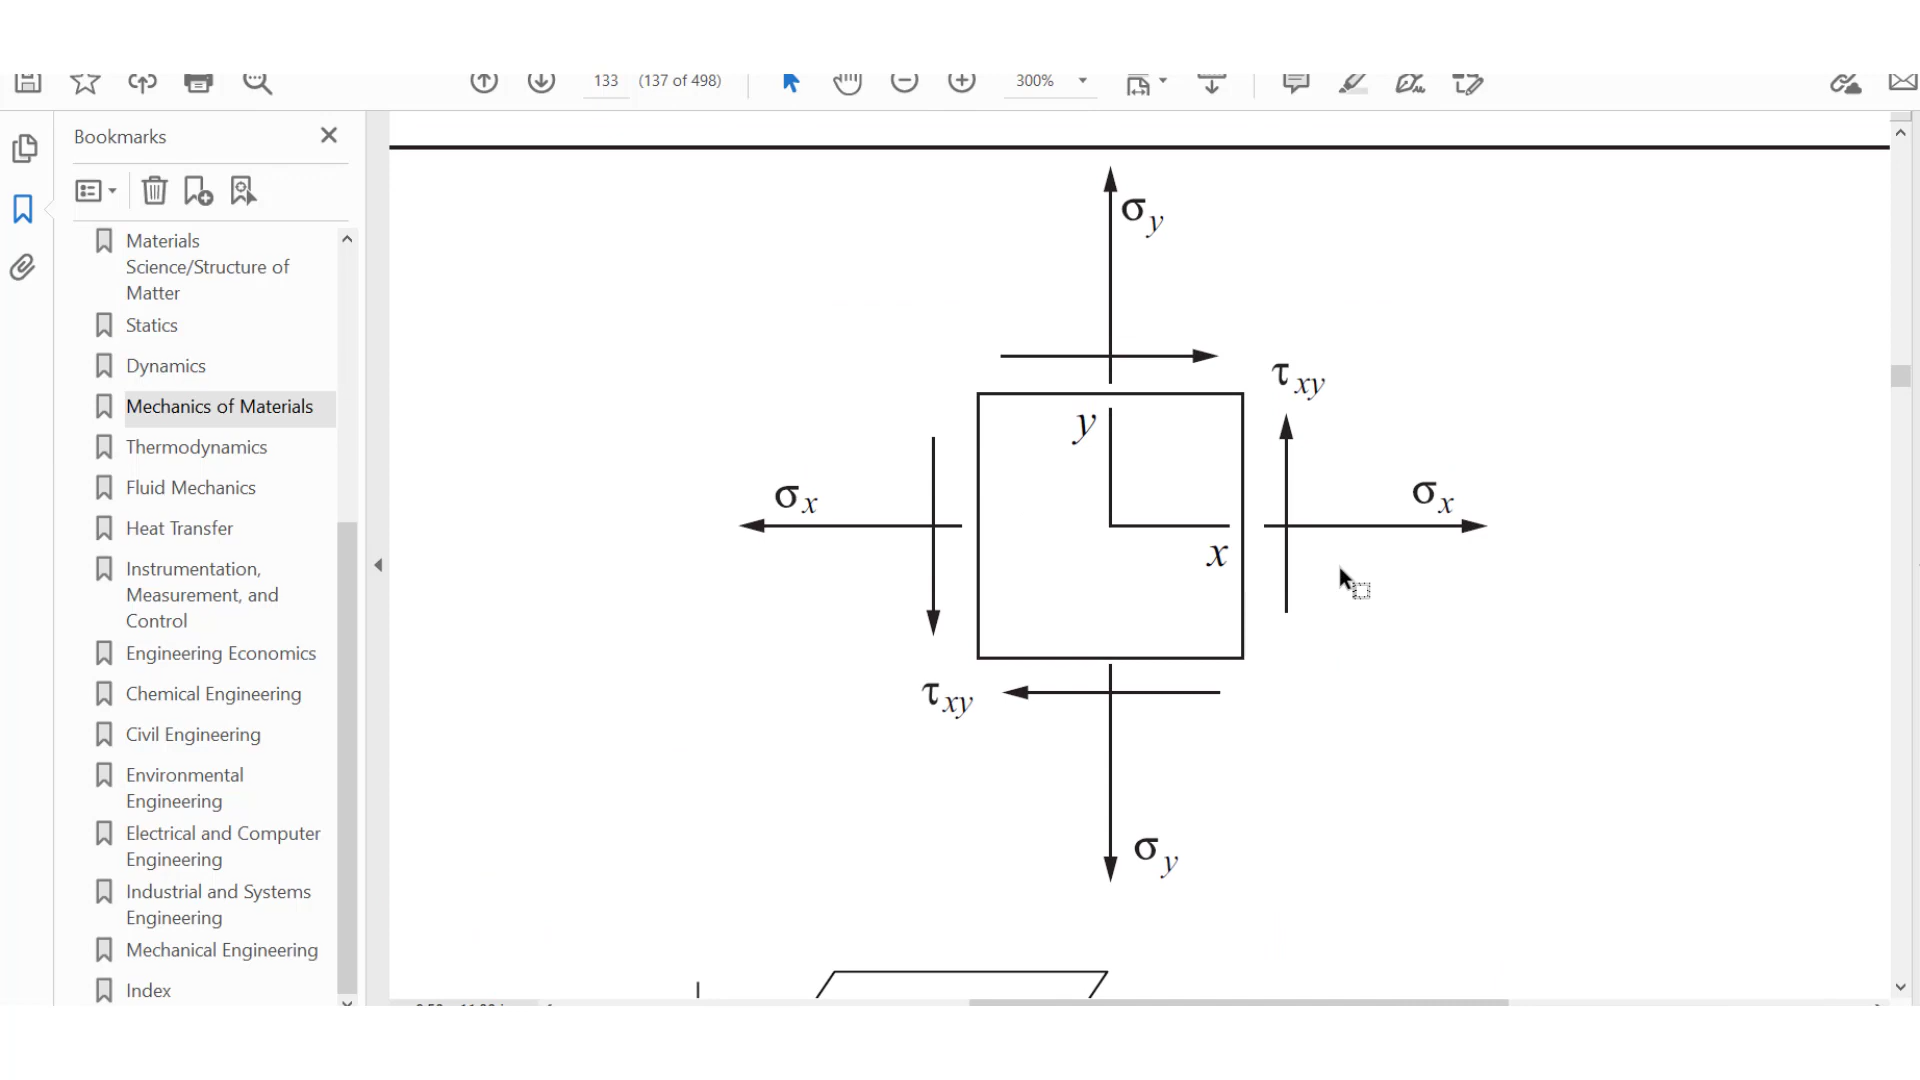 133
(137 of 498)
300%
Bookmarks
Materials
Science/Structure of
Matter
Statics
Dynamics
Mechanics of Materials
Thermodynamics
Fluid Mechanics
Heat Transfer
Instrumentation,
Measurement, and
Control
Engineering Economics
Chemical Engineering
Civil Engineering
Environmental
Engineering
Electrical and Computer
Engineering
Industrial and Systems
Engineering
Mechanical Engineering
Index
σy
τxy
y
σx
σx
x
τxy
σy